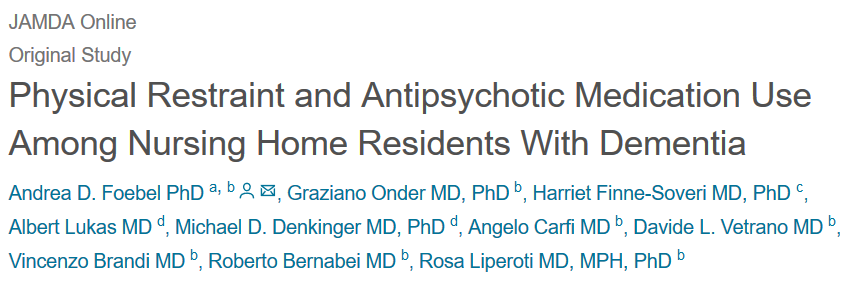 JAMDA Online
Original Study
Physical Restraint and Antipsychotic Medication Use
Among Nursing Home Residents With Dementia
Andrea D. Foebel PhD a, b, Graziano Onder MD, PhD b, Harriet Finne-Soveri MD, PhD c,
Albert Lukas MD d, Michael D. Denkinger MD, PhD d, Angelo Carfi MD b, Davide L. Vetrano MD b,
Vincenzo Brandi MD b, Roberto Bernabei MD b, Rosa Liperoti MD, MPH, PhD b